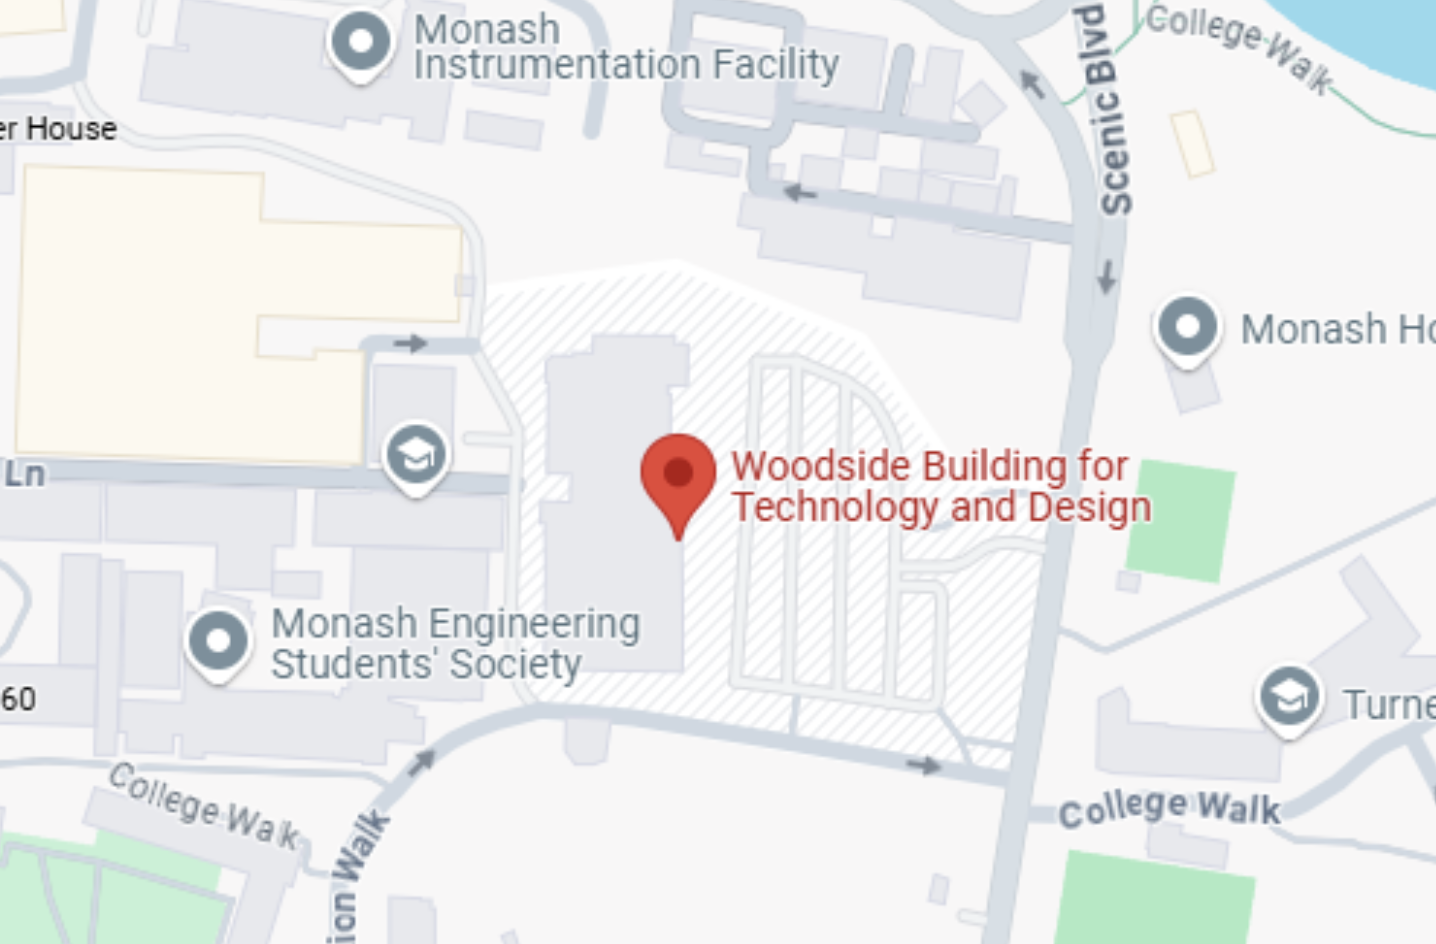 Monash
Instrumentation Facility
College Walk
Scenic Blvd
er House
Monash Ho
Woodside Building for
Technology and Design
Ln
Monash Engineering
Students' Society
60
Turne
College Walk
College Walk
ion Walk